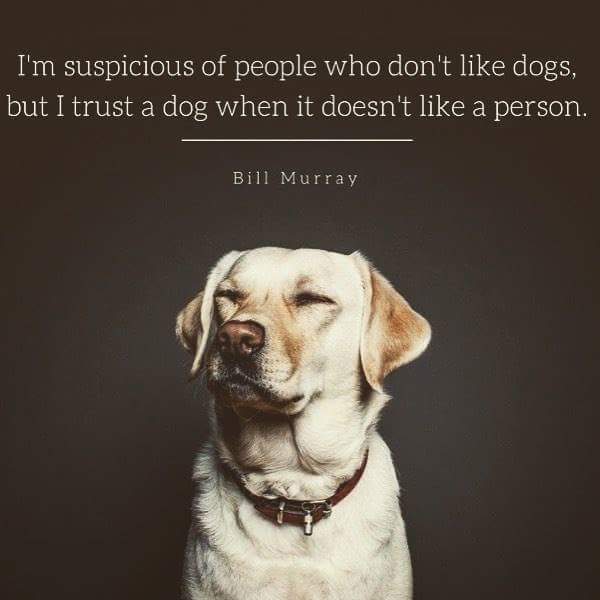 I'm suspicious of people who don't like dogs,
but I trust a dog when it doesn't like a person.
Bill Murray